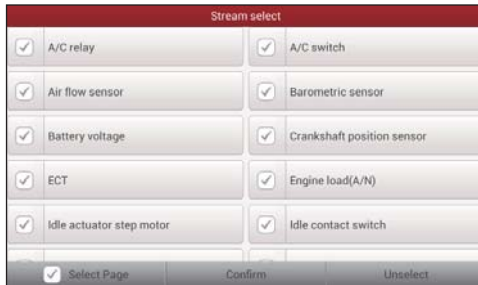 Stream select
A/C relay
A/C switch
Air flow sensor
Barometric sensor
Battery voltage
Crankshaft position sensor
ECT
Engine load(A/N)
Idle actuator step motor
Idle contact switch
Select Page
Confirm
Unselect